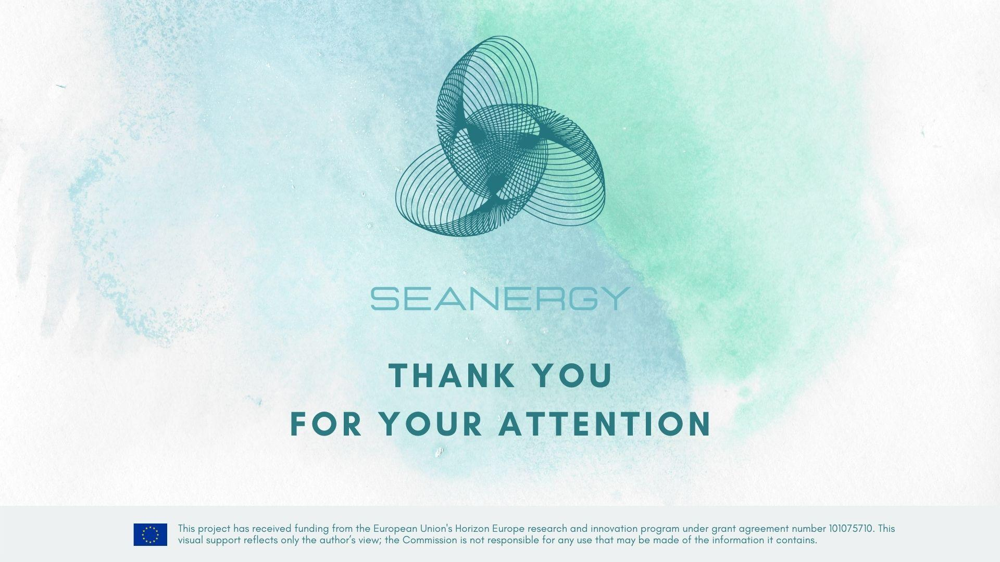 SEANERGY
THANK YOU
FOR YOUR ATTENTION
This project has received funding from the European Union's Horizon Europe research and innovation program under grant agreement number 101075710. This
visual support reflects only the author’s view; the Commission is not responsible for any use that may be made of the information it contains.